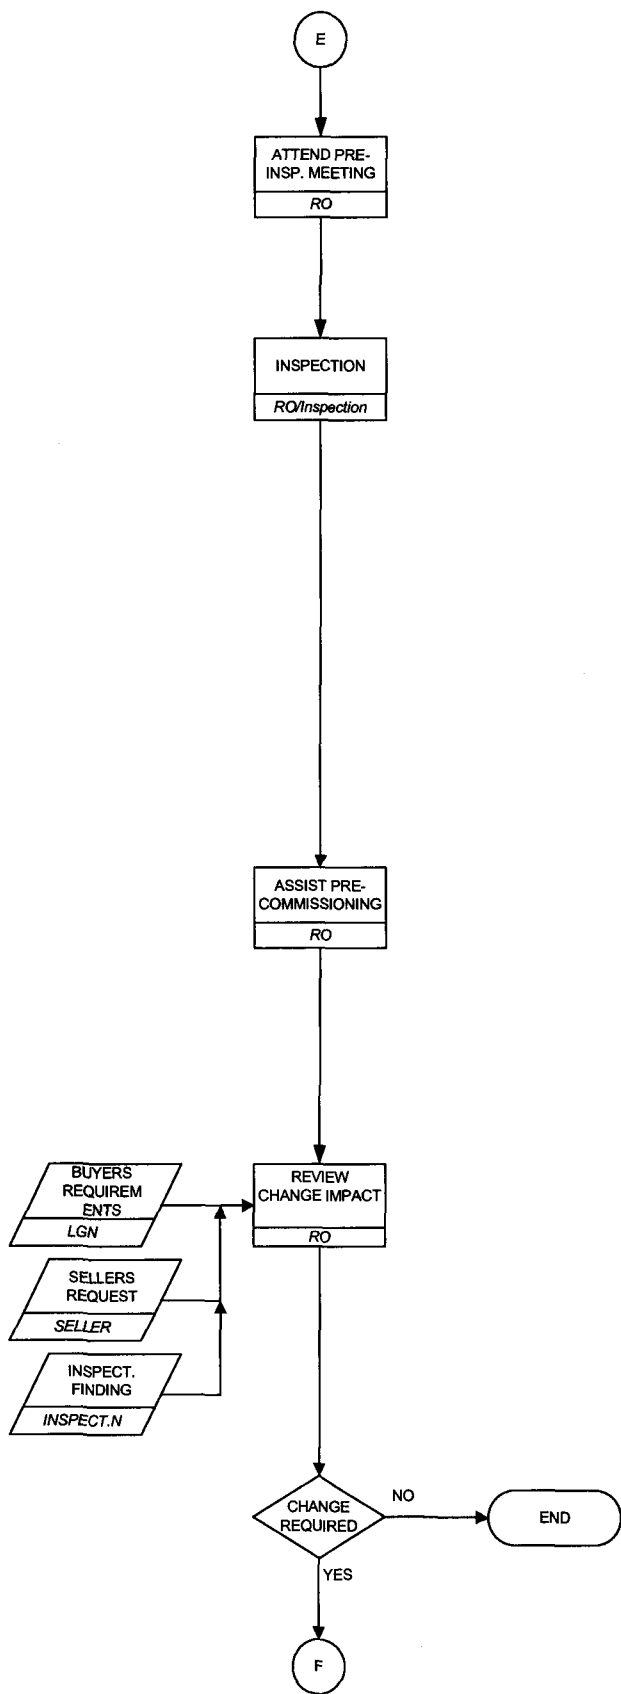 E
ATTEND PRE-
INSP. MEETING
RO
INSPECTION
RO/Inspection
ASSIST PRE-
COMMISSIONING
RO
BUYERS
REQUIREM
ENTS
LGN
REVIEW
CHANGE IMPACT
RO
SELLERS
REQUEST
SELLER
INSPECT.
FINDING
INSPECT.N
CHANGE
REQUIRED
NO
END
YES
F